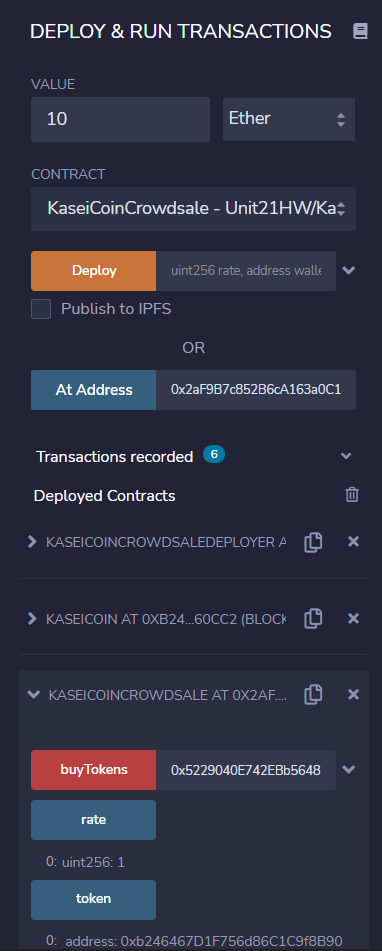 DEPLOY & RUN TRANSACTIONS
VALUE
10
Ether
CONTRACT
KaseiCoinCrowdsale - Unit21HW/Ka
Deploy
uint256 rate, address walle
Publish to IPFS
OR
At Address
0x2aF9B7c852B6cA163a0C1
Transactions recorded 6
Deployed Contracts
KASEICOINCROWDSALEDEPLOYER A
KASEICOIN AT 0XB24...60CC2 (BLOCK
KASEICOINCROWDSALE AT 0X2AF....
buyTokens
0x5229040E742EBb5648
rate
0: uint256: 1
token
0: address: 0xb246467D1F756d86C1C9f8B90